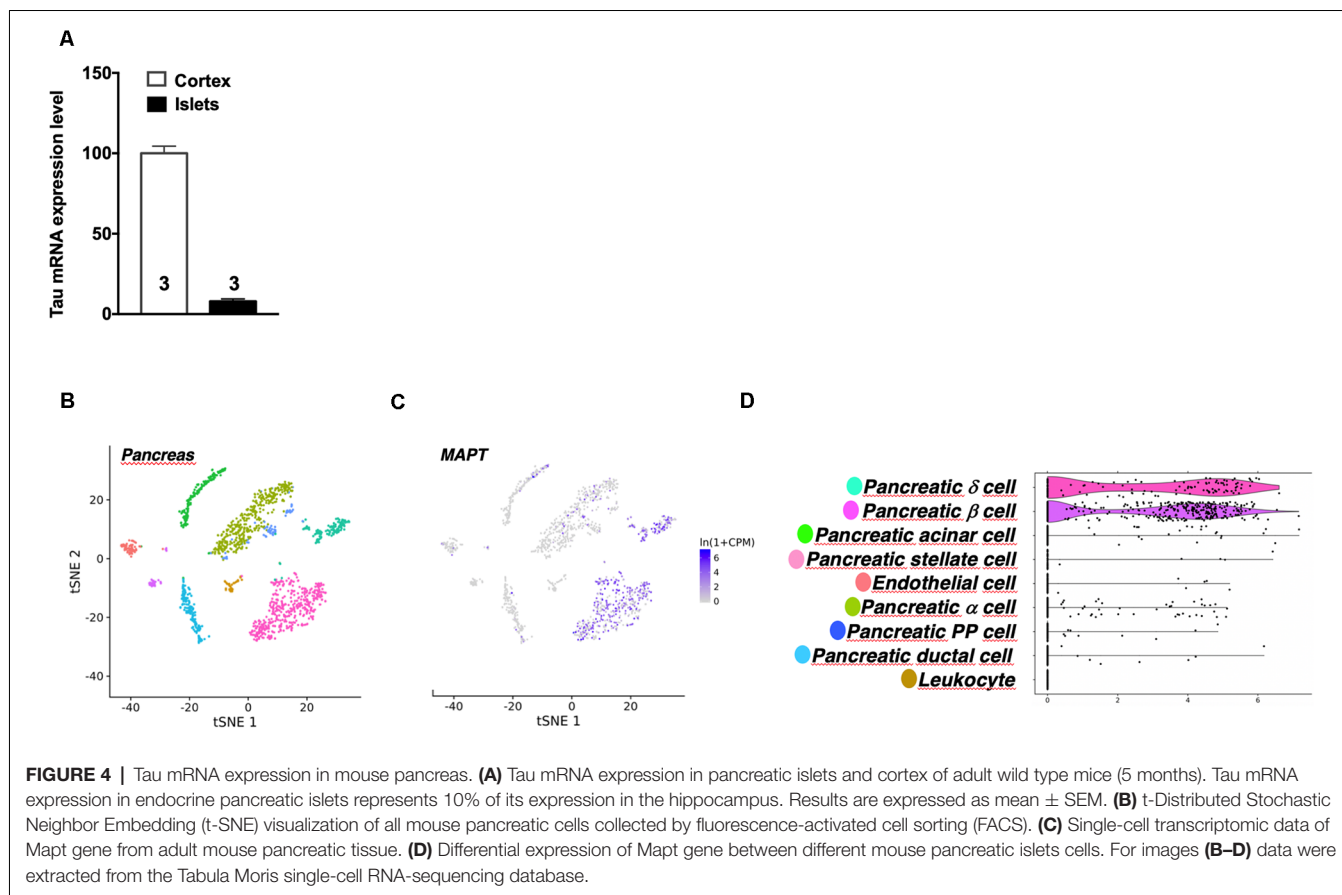 A
150
100
50
0
Tau mRNA expression level
Cortex
Islets
3
3
B
Pancreas
20
0
-20
-40
tSNE 2
-40
-20
0
20
tSNE 1
C
MAPT
ln(1+CPM)
6
4
2
0
-40
-20
0
20
tSNE 1
D
Pancreatic δ cell
Pancreatic β cell
Pancreatic acinar cell
Pancreatic stellate cell
Endothelial cell
Pancreatic α cell
Pancreatic PP cell
Pancreatic ductal cell
Leukocyte
0
2
4
6
FIGURE 4 | Tau mRNA expression in mouse pancreas. (A) Tau mRNA expression in pancreatic islets and cortex of adult wild type mice (5 months). Tau mRNA
expression in endocrine pancreatic islets represents 10% of its expression in the hippocampus. Results are expressed as mean ± SEM. (B) t-Distributed Stochastic
Neighbor Embedding (t-SNE) visualization of all mouse pancreatic cells collected by fluorescence-activated cell sorting (FACS). (C) Single-cell transcriptomic data of
Mapt gene from adult mouse pancreatic tissue. (D) Differential expression of Mapt gene between different mouse pancreatic islets cells. For images (B–D) data were
extracted from the Tabula Moris single-cell RNA-sequencing database.